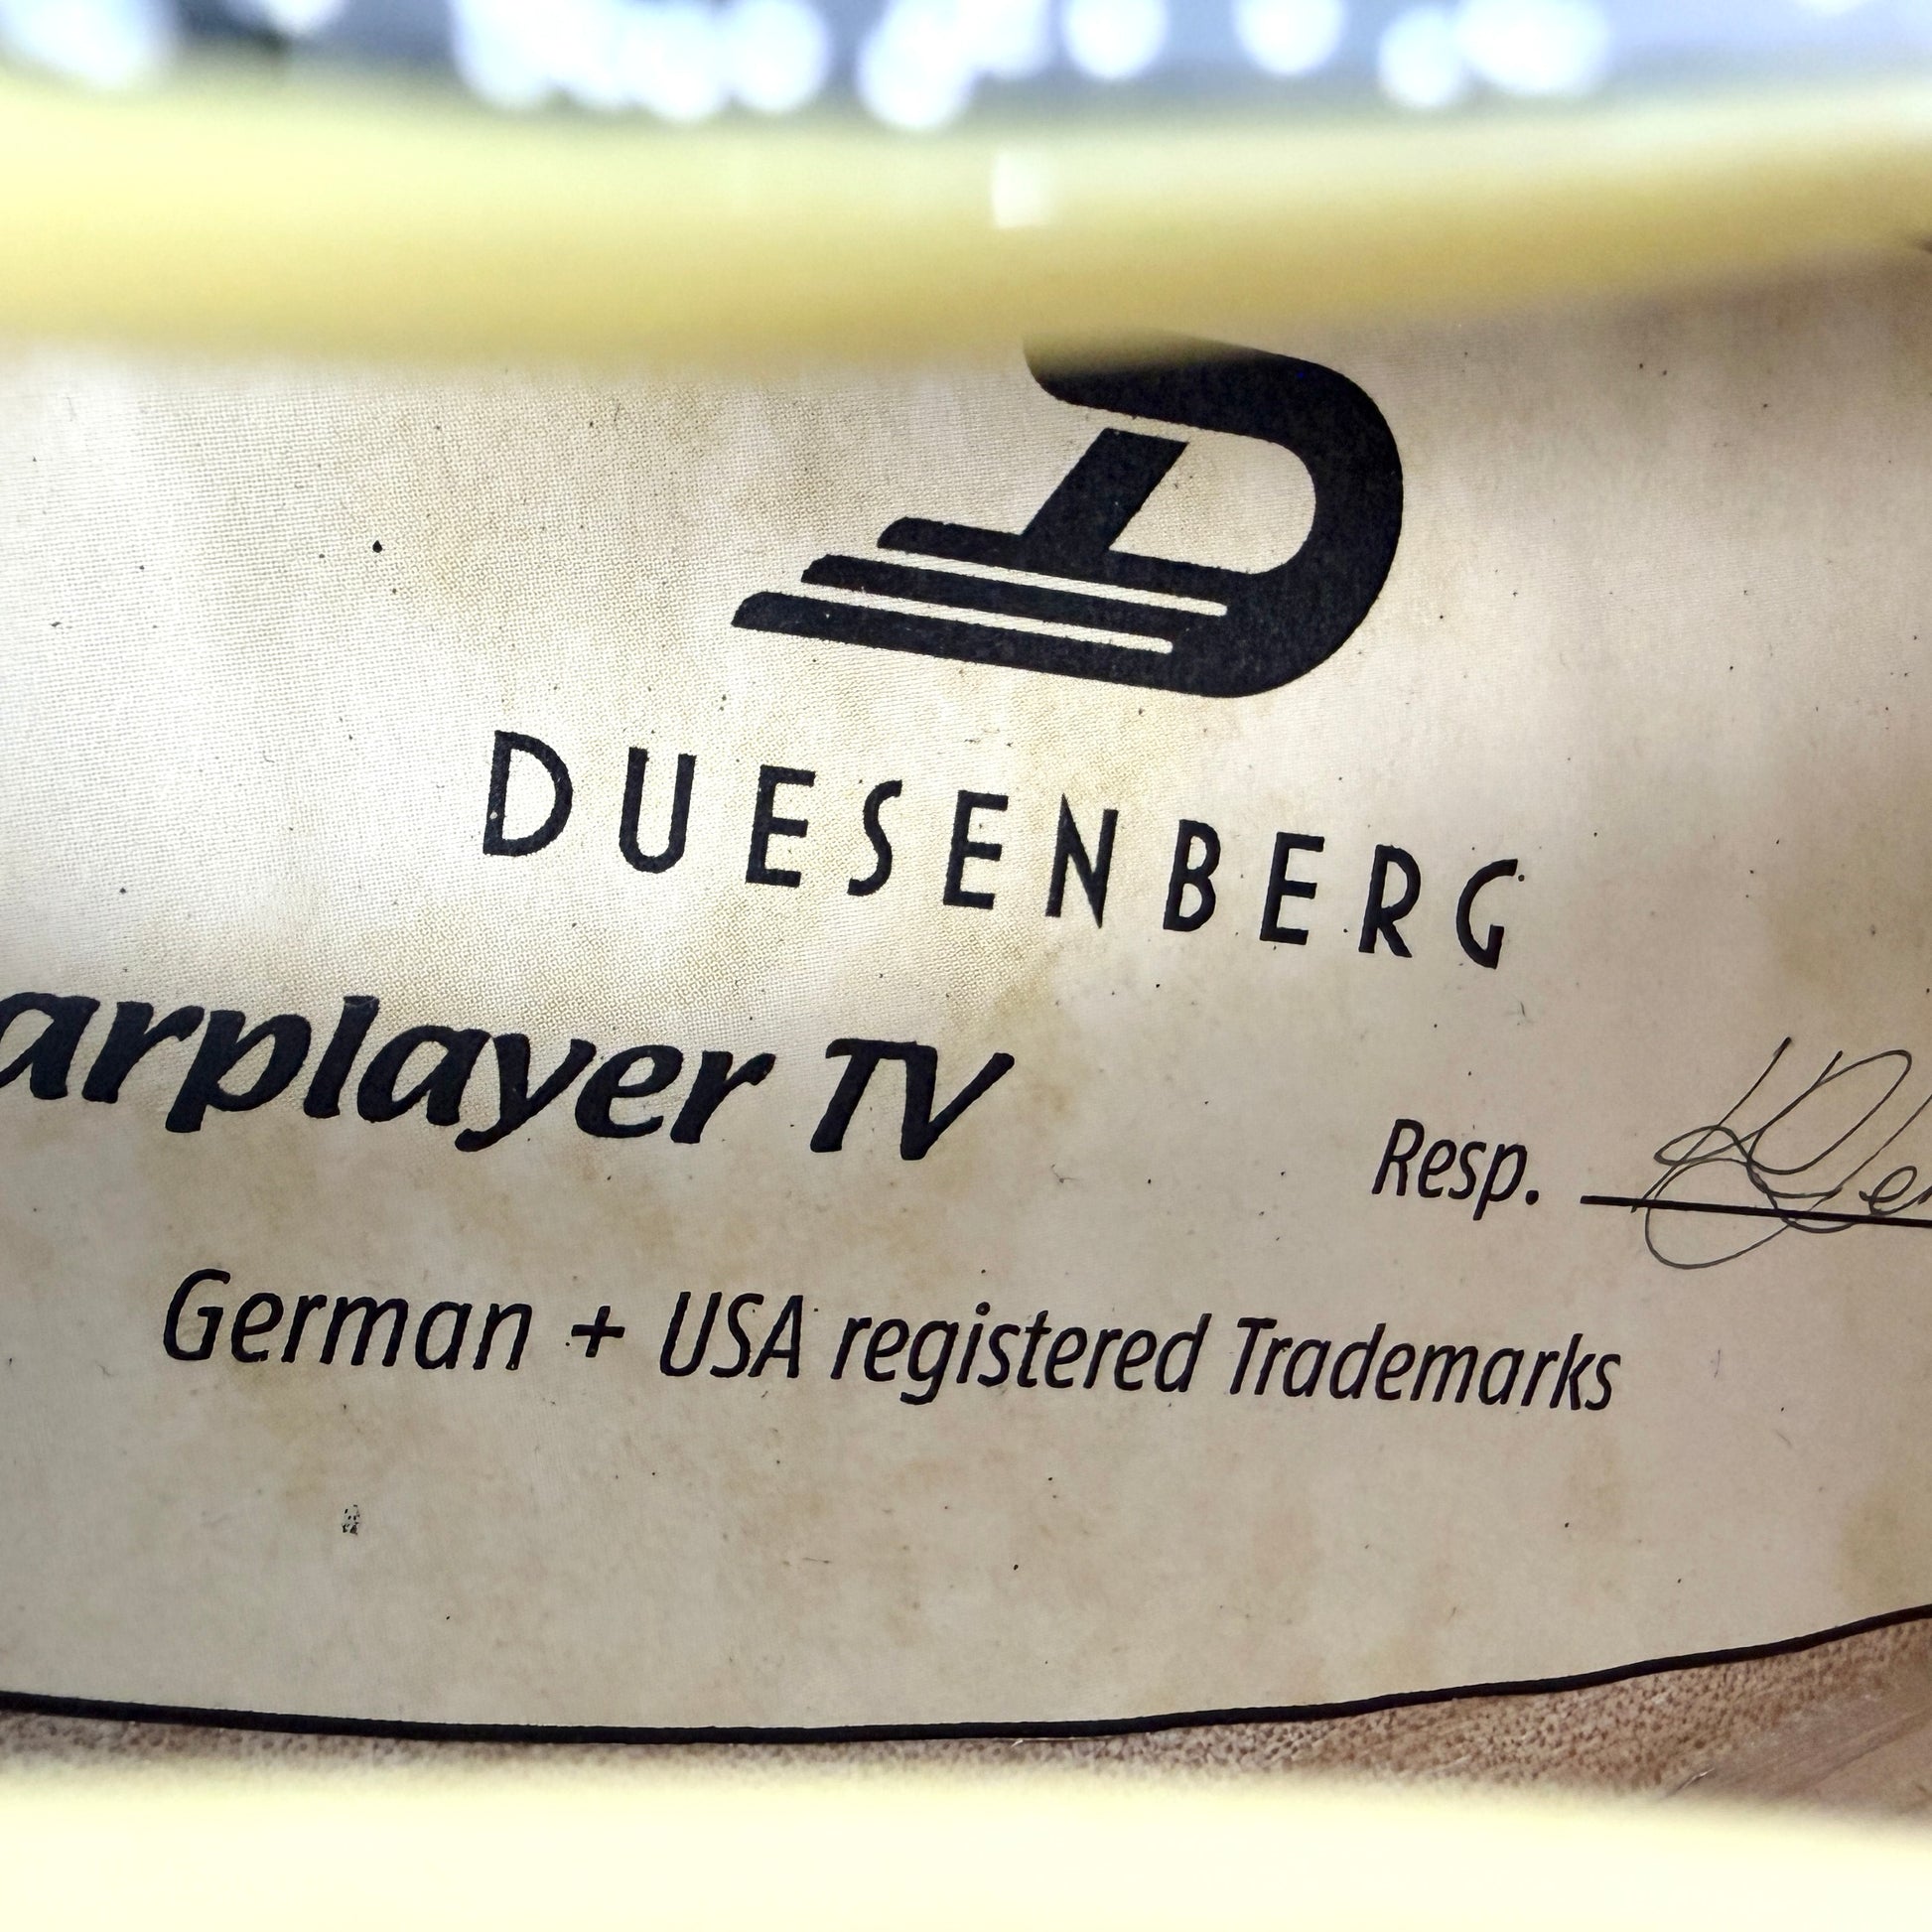 DUESENBERG
arplayer TV
Resp.
German + USA registered Trademarks